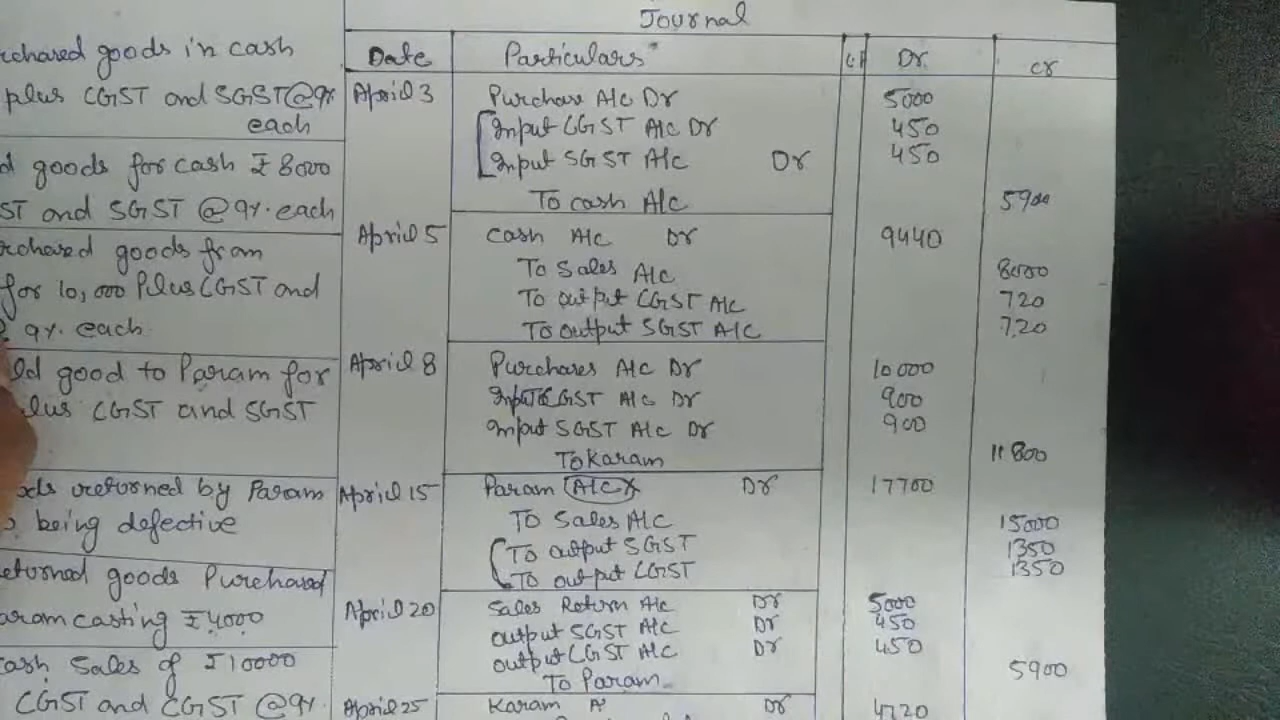 Journal
rchased goods in cash
plus CGST and SGST@9%
each
d goods for cash ₹8000
ST and SGST @9%.each
rchased goods from
for 10,000 Plus CGST and
9%. each
ld good to Param for
lus CGST and SGST
ods returned by Param
being defective
eturned goods Purchased
aram casting ₹4000
cash Sales of ₹10000
CGST and CGST @9%.
Date Particulars L.F Dr. Cr
April 3 Purchase A/c Dr 5000
Input CGST A/c Dr 450
Input SGST A/c Dr 450
To cash A/c 5900
April 5 Cash A/c Dr 9440
To Sales A/c 8000
To output CGST A/c 720
To output SGST A/c 720
April 8 Purchases A/c Dr 10000
Input CGST A/c Dr 900
Input SGST A/c Dr 900
To Karam 11800
April 15 Param A/c x Dr 17700
To Sales A/c 15000
To output SGST 1350
To output CGST 1350
April 20 Sales Return A/c Dr 5000
output SGST A/c Dr 450
output CGST A/c Dr 450
To Param 5900
April 25 Karam A Dr 4720